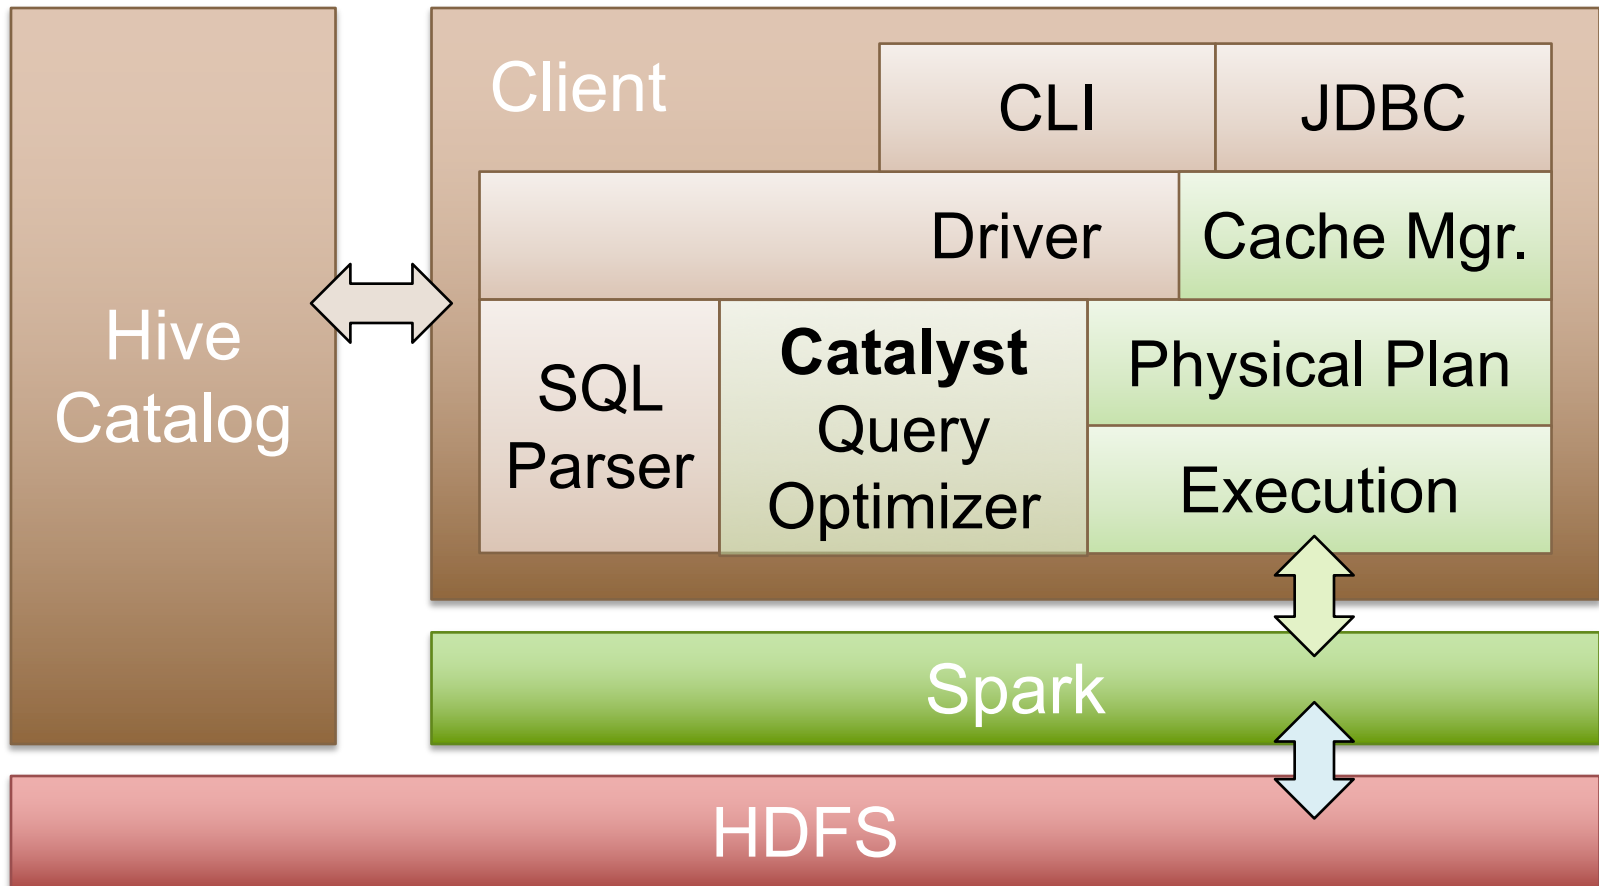 Client
CLI
JDBC
Driver
Cache Mgr.
Hive
Catalog
SQL
Parser
Catalyst
Query
Optimizer
Physical Plan
Execution
Spark
HDFS